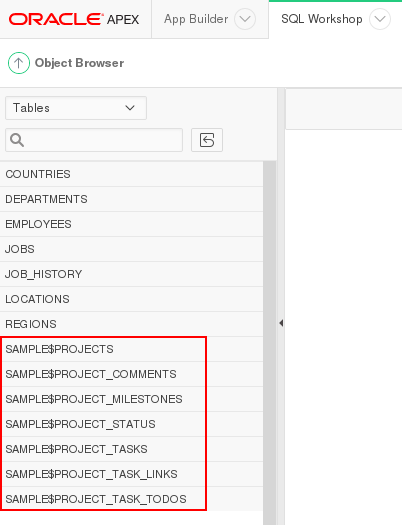 ORACLE APEX
App Builder
SQL Workshop
Object Browser
Tables
COUNTRIES
DEPARTMENTS
EMPLOYEES
JOBS
JOB_HISTORY
LOCATIONS
REGIONS
SAMPLE$PROJECTS
SAMPLE$PROJECT_COMMENTS
SAMPLE$PROJECT_MILESTONES
SAMPLE$PROJECT_STATUS
SAMPLE$PROJECT_TASKS
SAMPLE$PROJECT_TASK_LINKS
SAMPLE$PROJECT_TASK_TODOS